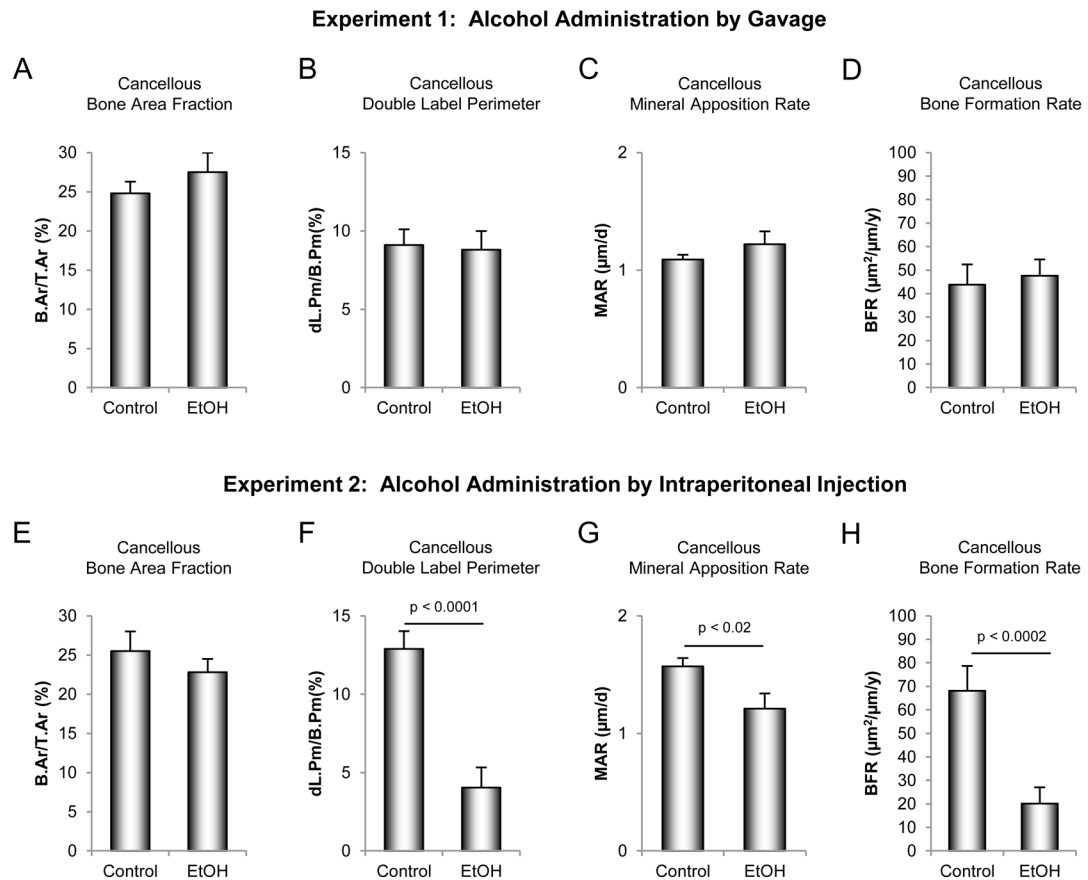 Experiment 1:  Alcohol Administration by Gavage
A
Cancellous
Bone Area Fraction
B.Ar/T.Ar (%)
30
25
20
15
10
5
0
Control
EtOH
B
Cancellous
Double Label Perimeter
dL.Pm/B.Pm(%)
15
10
5
0
Control
EtOH
C
Cancellous
Mineral Apposition Rate
MAR (µm/d)
2
1
0
Control
EtOH
D
Cancellous
Bone Formation Rate
BFR (µm²/µm/y)
100
90
80
70
60
50
40
30
20
10
0
Control
EtOH
Experiment 2:  Alcohol Administration by Intraperitoneal Injection
E
Cancellous
Bone Area Fraction
B.Ar/T.Ar (%)
30
25
20
15
10
5
0
Control
EtOH
F
Cancellous
Double Label Perimeter
dL.Pm/B.Pm(%)
15
10
5
0
p < 0.0001
Control
EtOH
G
Cancellous
Mineral Apposition Rate
MAR (µm/d)
2
1
0
p < 0.02
Control
EtOH
H
Cancellous
Bone Formation Rate
BFR (µm²/µm/y)
100
90
80
70
60
50
40
30
20
10
0
p < 0.0002
Control
EtOH